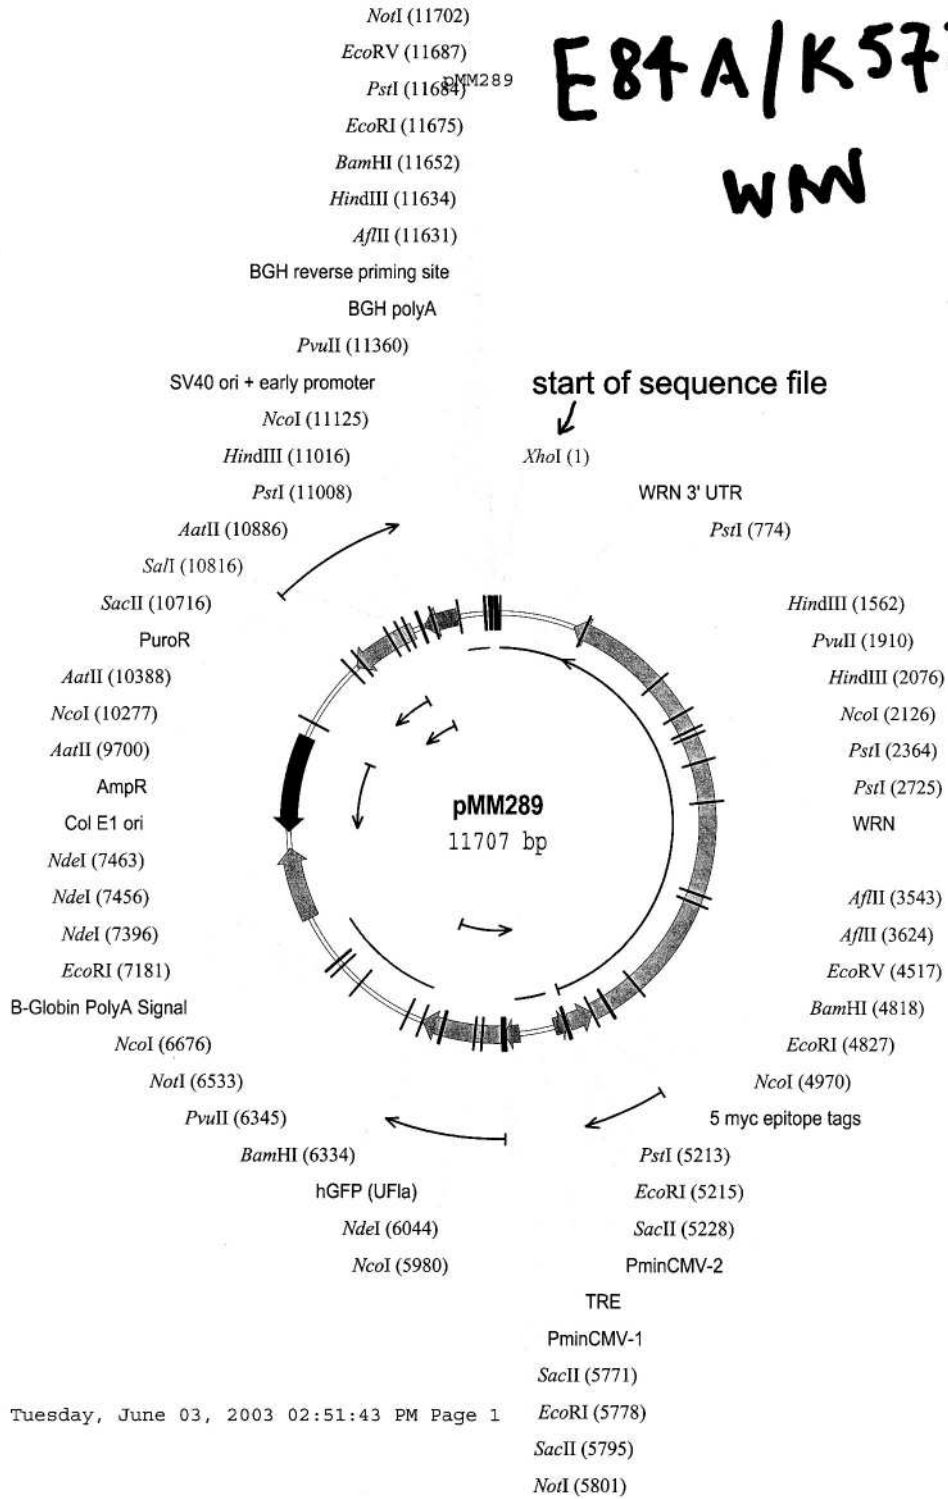 NotI (11702)
EcoRV (11687)
pMM289
PstI (11684)
EcoRI (11675)
BamHI (11652)
HindIII (11634)
AflII (11631)
BGH reverse priming site
BGH polyA
PvuII (11360)
SV40 ori + early promoter
NcoI (11125)
HindIII (11016)
PstI (11008)
AatII (10886)
SalI (10816)
SacII (10716)
PuroR
AatII (10388)
NcoI (10277)
AatII (9700)
AmpR
Col E1 ori
NdeI (7463)
NdeI (7456)
NdeI (7396)
EcoRI (7181)
B-Globin PolyA Signal
NcoI (6676)
NotI (6533)
PvuII (6345)
BamHI (6334)
hGFP (UFIa)
NdeI (6044)
NcoI (5980)
E84A/K577
WRN
start of sequence file
XhoI (1)
WRN 3' UTR
PstI (774)
HindIII (1562)
PvuII (1910)
HindIII (2076)
NcoI (2126)
PstI (2364)
PstI (2725)
WRN
AflII (3543)
AflII (3624)
EcoRV (4517)
BamHI (4818)
EcoRI (4827)
NcoI (4970)
5 myc epitope tags
PstI (5213)
EcoRI (5215)
SacII (5228)
PminCMV-2
TRE
PminCMV-1
SacII (5771)
EcoRI (5778)
SacII (5795)
NotI (5801)
pMM289
11707 bp
Tuesday, June 03, 2003 02:51:43 PM Page 1